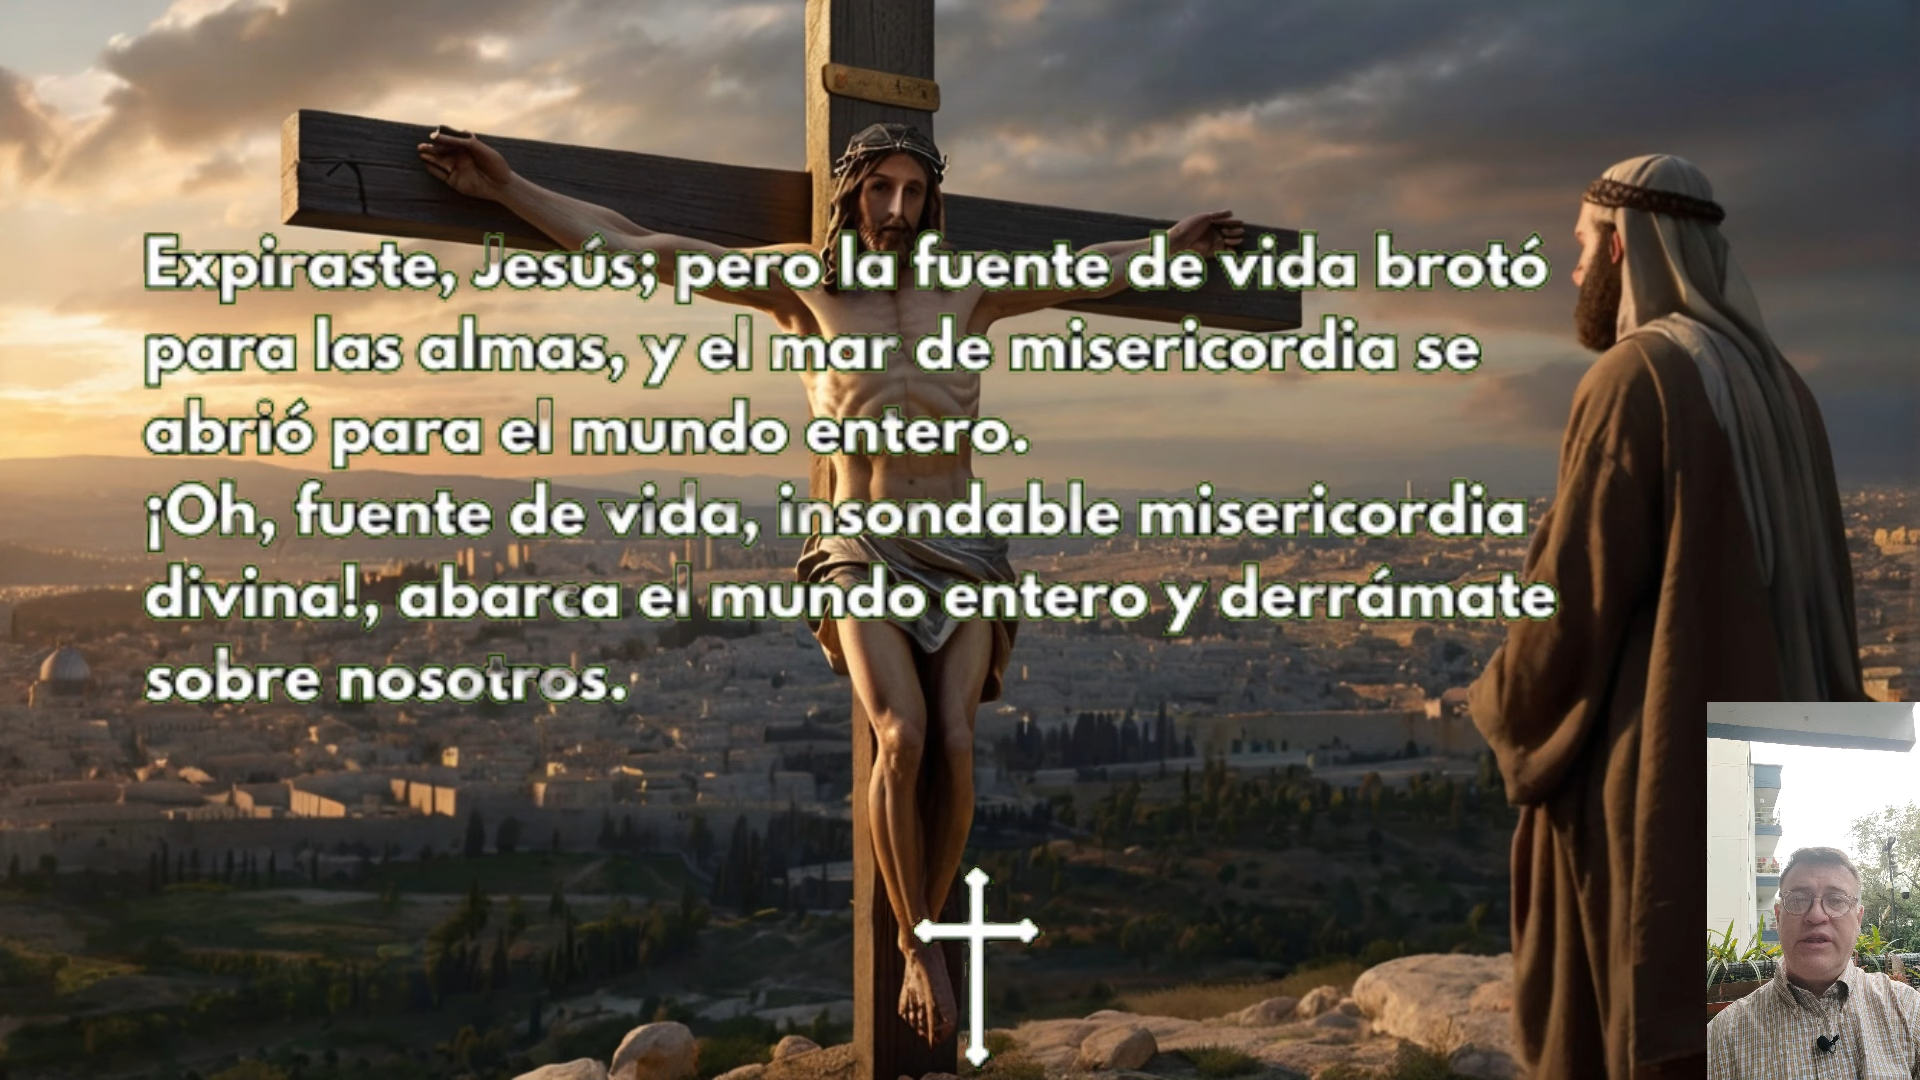 Expiraste, Jesús; pero la fuente de vida brotó
para las almas, y el mar de misericordia se
abrió para el mundo entero.
¡Oh, fuente de vida, insondable misericordia
divina!, abarca el mundo entero y derrámate
sobre nosotros.